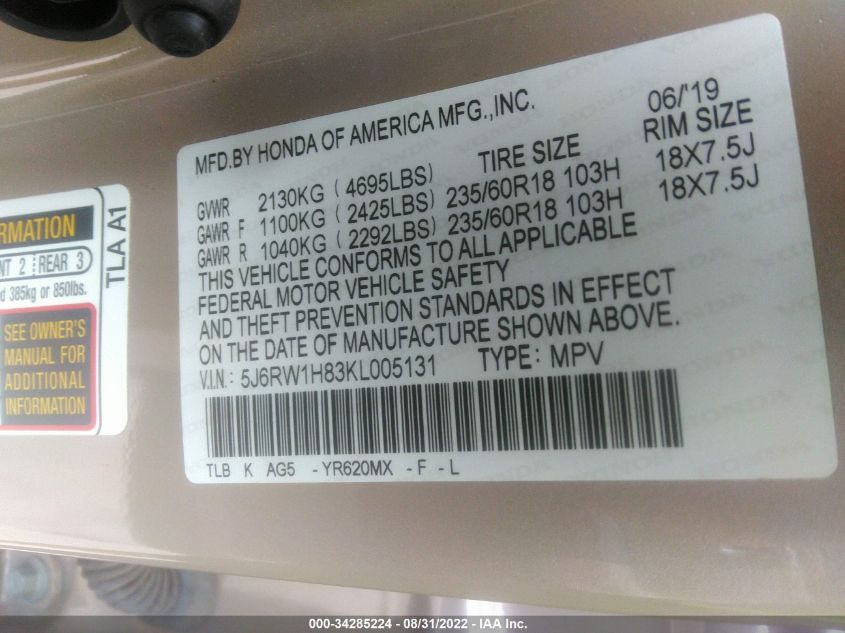 MFD.BY HONDA OF AMERICA MFG.,INC. 06/'19
TIRE SIZE RIM SIZE
GVWR 2130KG (4695LBS)
GAWR F 1100KG (2425LBS) 235/60R18 103H 18X7.5J
GAWR R 1040KG (2292LBS) 235/60R18 103H 18X7.5J
THIS VEHICLE CONFORMS TO ALL APPLICABLE
FEDERAL MOTOR VEHICLE SAFETY
AND THEFT PREVENTION STANDARDS IN EFFECT
ON THE DATE OF MANUFACTURE SHOWN ABOVE.
V.I.N: 5J6RW1H83KL005131 TYPE: MPV
TLB K AG5 -YR620MX -F -L
2 REAR 3
385kg or 850lbs.
SEE OWNER'S
MANUAL FOR
ADDITIONAL
INFORMATION
TLA A1
000-34285224 - 08/31/2022 - IAA Inc.